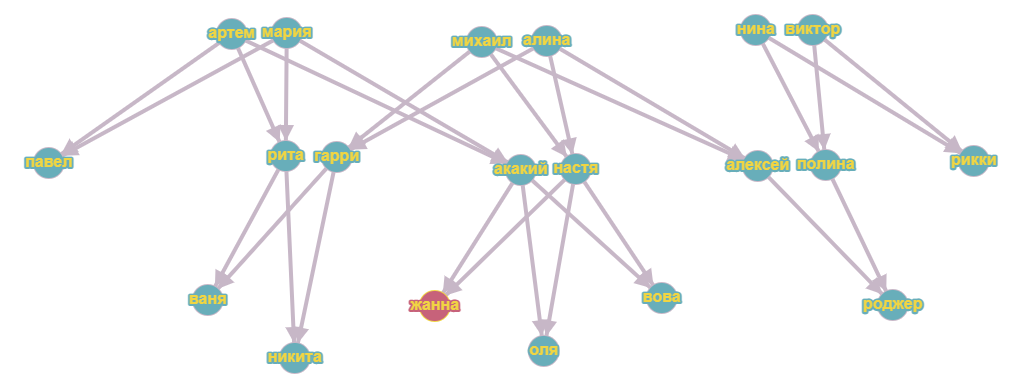 артем
мария
михаил
алина
нина
виктор
павел
рита
гарри
акакий
настя
алексей
полина
рикки
ваня
никита
жанна
оля
вова
роджер